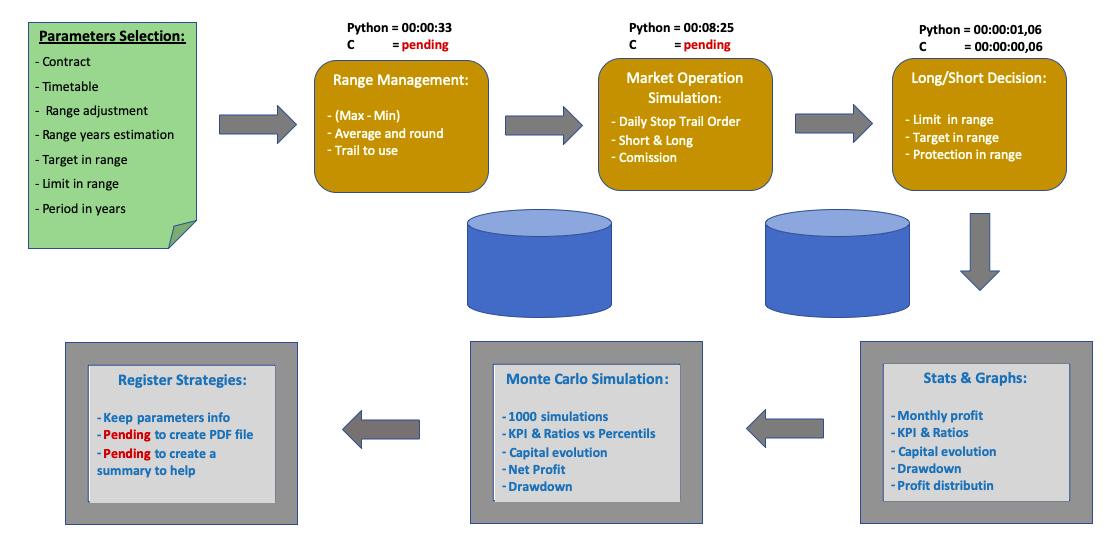 Parameters Selection:
- Contract
- Timetable
- Range adjustment
- Range years estimation
- Target in range
- Limit in range
- Period in years
Python = 00:00:33
C = pending
Range Management:
- (Max - Min)
- Average and round
- Trail to use
Python = 00:08:25
C = pending
Market Operation
Simulation:
- Daily Stop Trail Order
- Short & Long
- Comission
Python = 00:00:01,06
C = 00:00:00,06
Long/Short Decision:
- Limit in range
- Target in range
- Protection in range
Register Strategies:
- Keep parameters info
- Pending to create PDF file
- Pending to create a
summary to help
Monte Carlo Simulation:
- 1000 simulations
- KPI & Ratios vs Percentils
- Capital evolution
- Net Profit
- Drawdown
Stats & Graphs:
- Monthly profit
- KPI & Ratios
- Capital evolution
- Drawdown
- Profit distributin